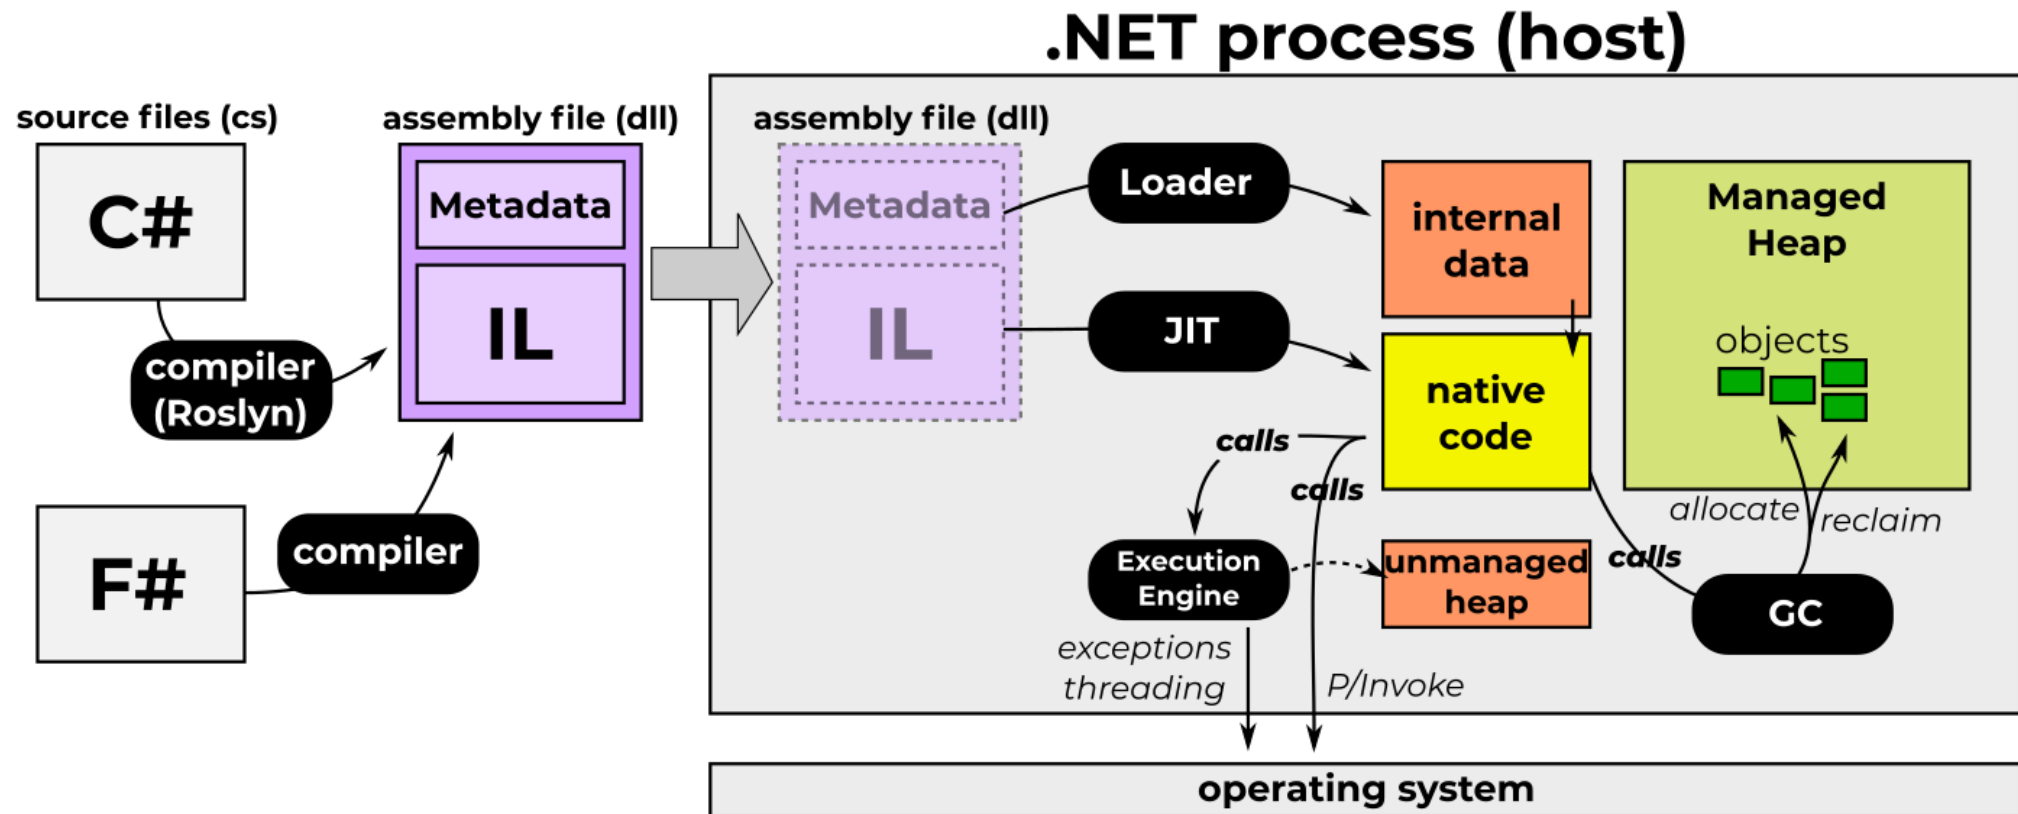 .NET process (host)
source files (cs)
assembly file (dll)
assembly file (dll)
C#
Metadata
IL
compiler
(Roslyn)
F#
compiler
Metadata
IL
Loader
JIT
internal
data
native
code
Managed
Heap
objects
calls
calls
allocate
reclaim
calls
Execution
Engine
unmanaged
heap
GC
exceptions
threading
P/Invoke
operating system